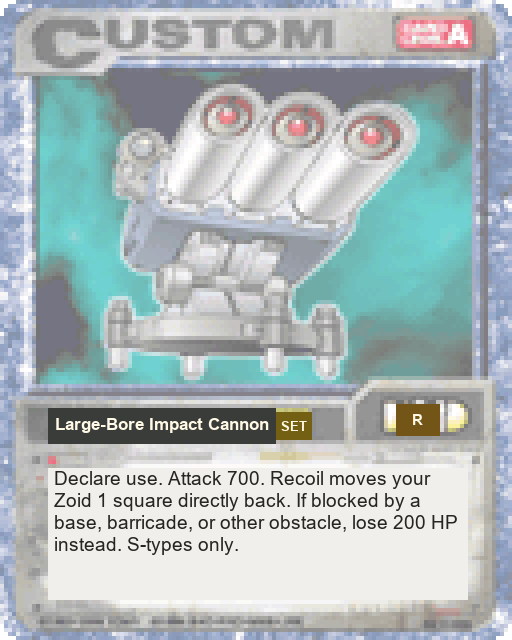 CUSTOM
A
Large-Bore Impact Cannon SET
R
Declare use. Attack 700. Recoil moves your
Zoid 1 square directly back. If blocked by a
base, barricade, or other obstacle, lose 200 HP
instead. S-types only.